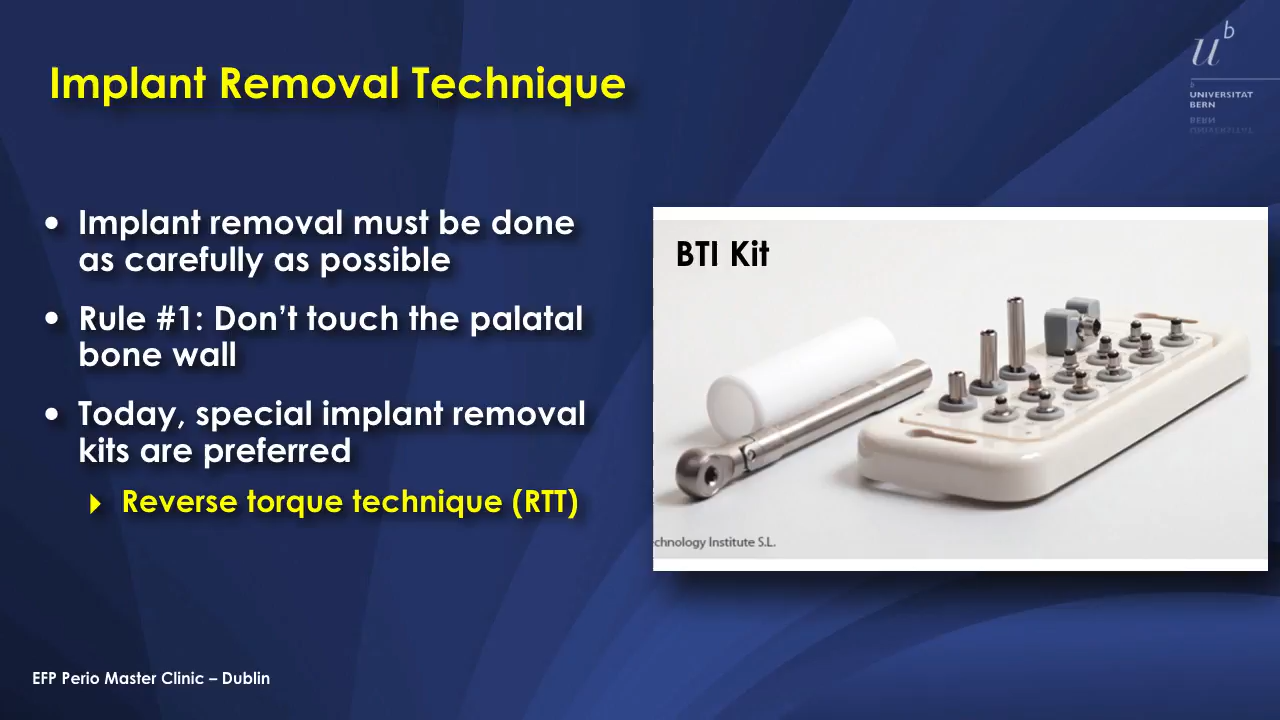 Implant Removal Technique
u
b
b
UNIVERSITÄT
BERN
• Implant removal must be done
as carefully as possible
• Rule #1: Don’t touch the palatal
bone wall
• Today, special implant removal
kits are preferred
Reverse torque technique (RTT)
BTI Kit
chnology Institute S.L.
EFP Perio Master Clinic – Dublin